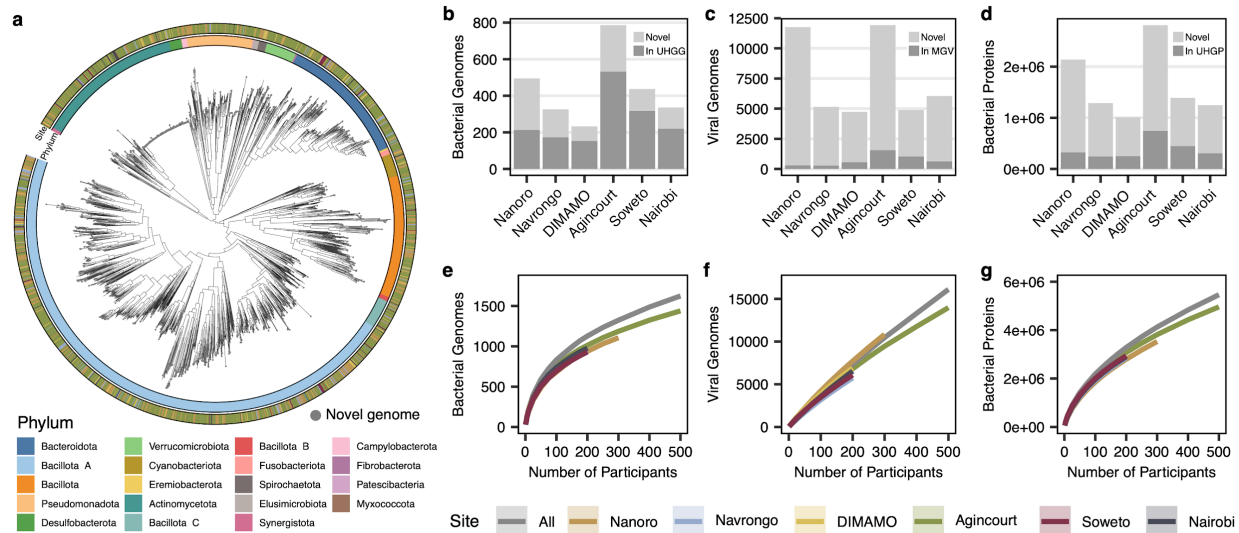 a
Site
Phylum
Novel genome
Phylum
Bacteroidota
Bacillota A
Bacillota
Pseudomonadota
Desulfobacterota
Verrucomicrobiota
Cyanobacteriota
Eremiobacterota
Actinomycetota
Bacillota C
Bacillota B
Fusobacteriota
Spirochaetota
Elusimicrobiota
Synergistota
Campylobacterota
Fibrobacterota
Patescibacteria
Myxococcota
b
Bacterial Genomes
800
600
400
200
0
Novel
In UHGG
Nanoro
Navrongo
DIMAMO
Agincourt
Soweto
Nairobi
c
Viral Genomes
12500
10000
7500
5000
2500
0
Novel
In MGV
Nanoro
Navrongo
DIMAMO
Agincourt
Soweto
Nairobi
d
Bacterial Proteins
2e+06
1e+06
0e+00
Novel
In UHGP
Nanoro
Navrongo
DIMAMO
Agincourt
Soweto
Nairobi
e
Bacterial Genomes
1500
1000
500
0
0 100 200 300 400 500
Number of Participants
f
Viral Genomes
15000
10000
5000
0
0 100 200 300 400 500
Number of Participants
g
Bacterial Proteins
6e+06
4e+06
2e+06
0e+00
0 100 200 300 400 500
Number of Participants
Site All Nanoro Navrongo DIMAMO Agincourt Soweto Nairobi